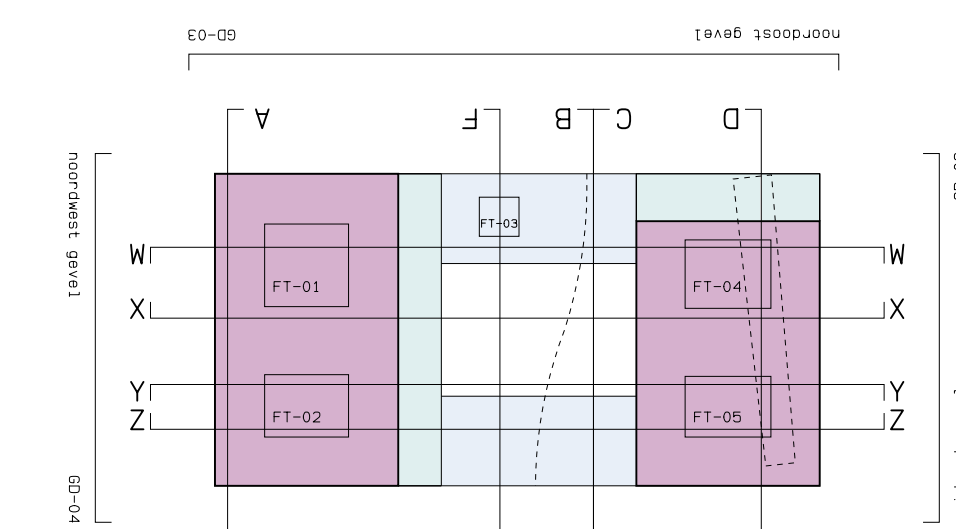 GD-03
noordoost gevel
A
F
B
C
D
noordwest gevel
FT-03
M
M
FT-01
FT-04
X
X
Y
Y
FT-02
FT-05
Z
Z
GD-04